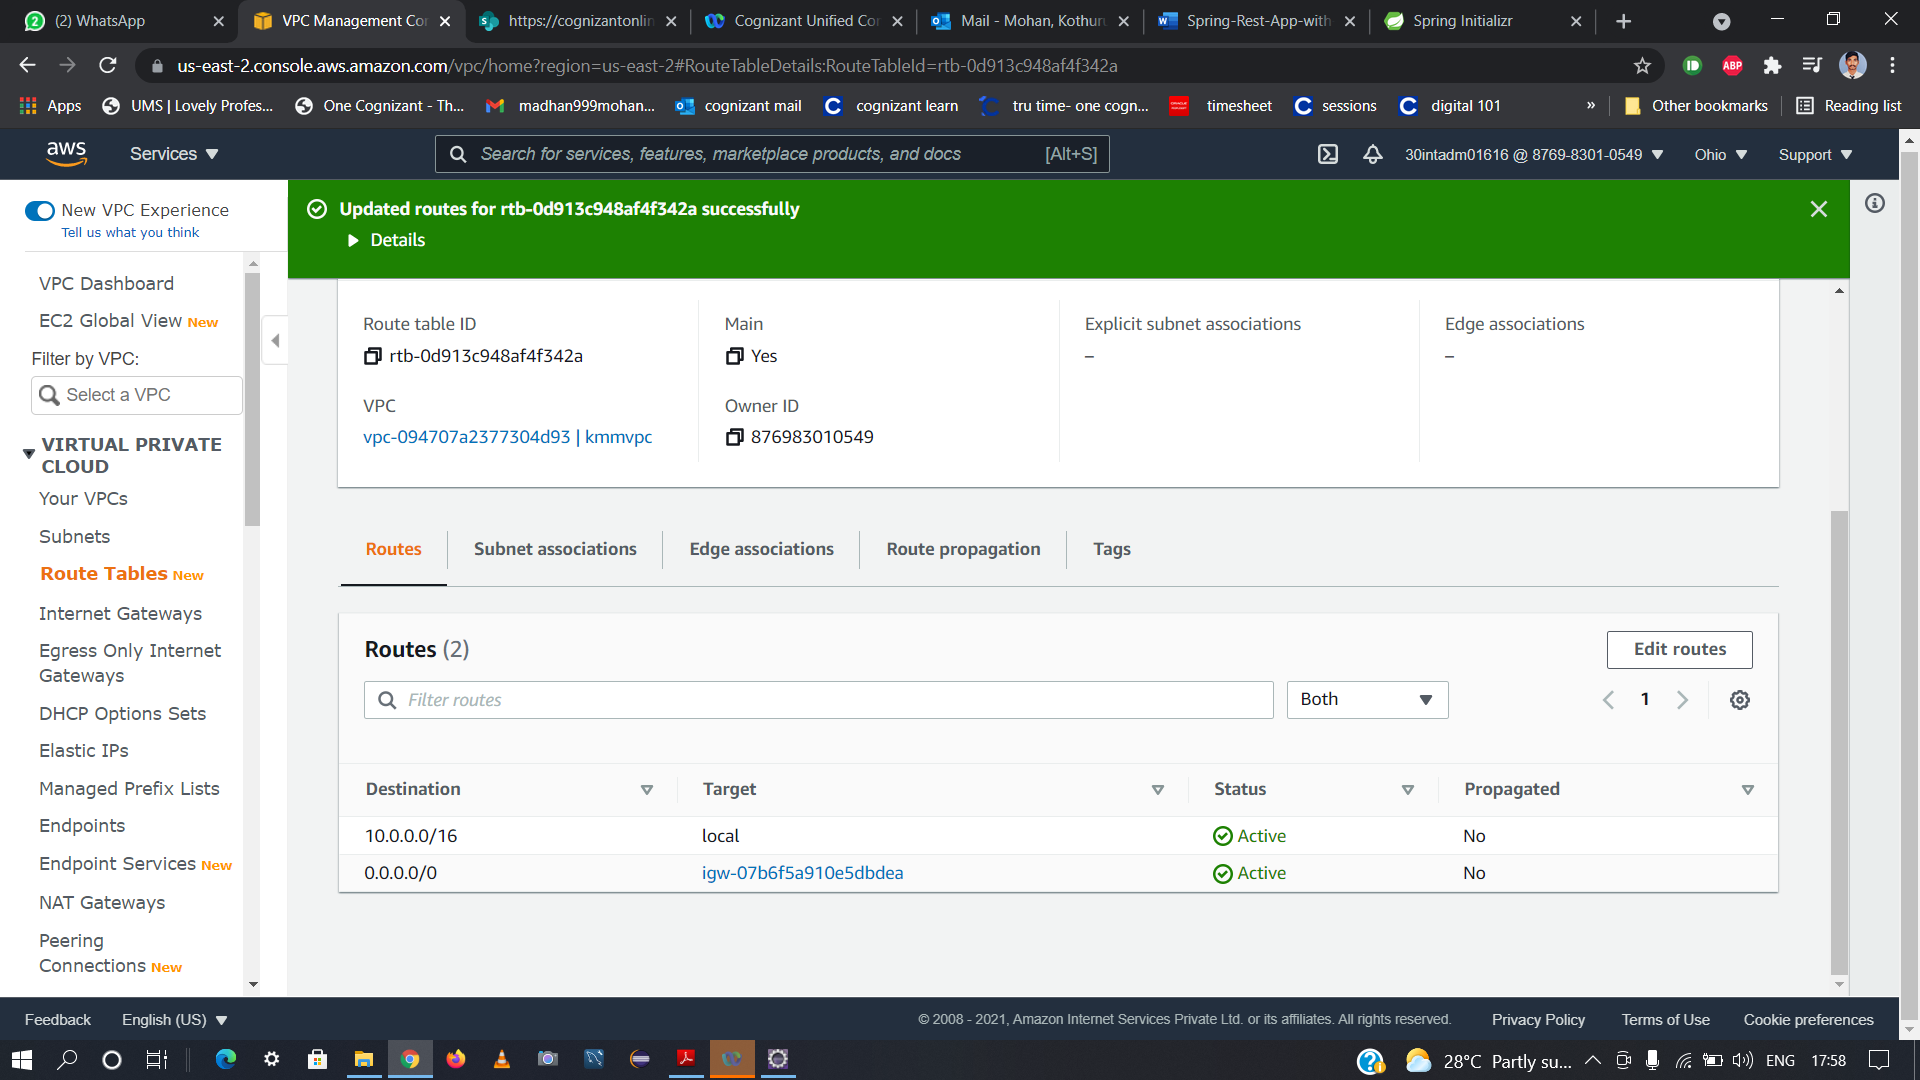 (2) WhatsApp
VPC Management Con
https://cognizantonlin
Cognizant Unified Con
Mail - Mohan, Kothuru
Spring-Rest-App-with
Spring Initializr
us-east-2.console.aws.amazon.com/vpc/home?region=us-east-2#RouteTableDetails:RouteTableId=rtb-0d913c948af4f342a
ABP
Apps
UMS | Lovely Profes...
One Cognizant - Th...
madhan999mohan...
cognizant mail
cognizant learn
tru time- one cogn...
timesheet
sessions
digital 101
»
Other bookmarks
Reading list
aws
Services
Search for services, features, marketplace products, and docs
[Alt+S]
30intadm01616 @ 8769-8301-0549
Ohio
Support
New VPC Experience
Tell us what you think
VPC Dashboard
EC2 Global View New
Filter by VPC:
Select a VPC
VIRTUAL PRIVATE
CLOUD
Your VPCs
Subnets
Route Tables New
Internet Gateways
Egress Only Internet
Gateways
DHCP Options Sets
Elastic IPs
Managed Prefix Lists
Endpoints
Endpoint Services New
NAT Gateways
Peering
Connections New
Updated routes for rtb-0d913c948af4f342a successfully
Details
Route table ID
rtb-0d913c948af4f342a
Main
Yes
Explicit subnet associations
–
Edge associations
–
VPC
vpc-094707a2377304d93 | kmmvpc
Owner ID
876983010549
Routes
Subnet associations
Edge associations
Route propagation
Tags
Routes (2)
Edit routes
Filter routes
Both
1
Destination
Target
Status
Propagated
10.0.0.0/16
local
Active
No
0.0.0.0/0
igw-07b6f5a910e5dbdea
Active
No
Feedback
English (US)
© 2008 - 2021, Amazon Internet Services Private Ltd. or its affiliates. All rights reserved.
Privacy Policy
Terms of Use
Cookie preferences
28°C Partly su...
ENG
17:58